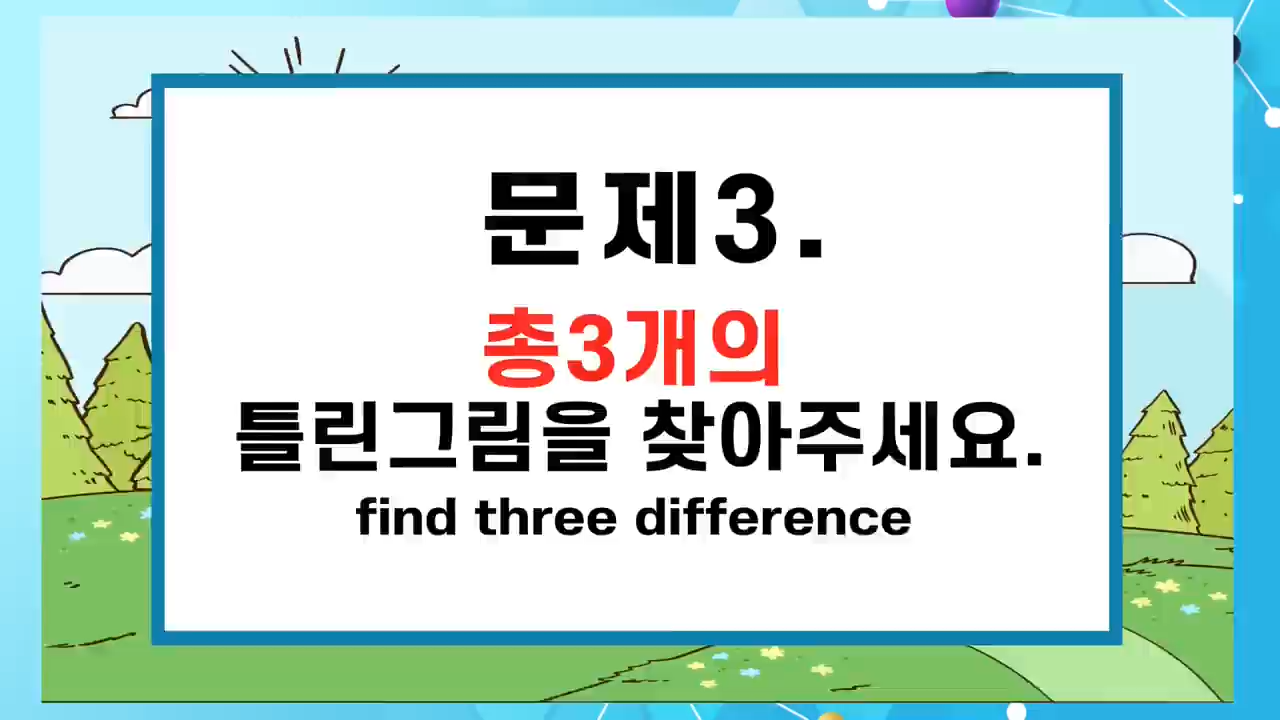 문제3.
총3개의
틀린그림을 찾아주세요.
find three difference